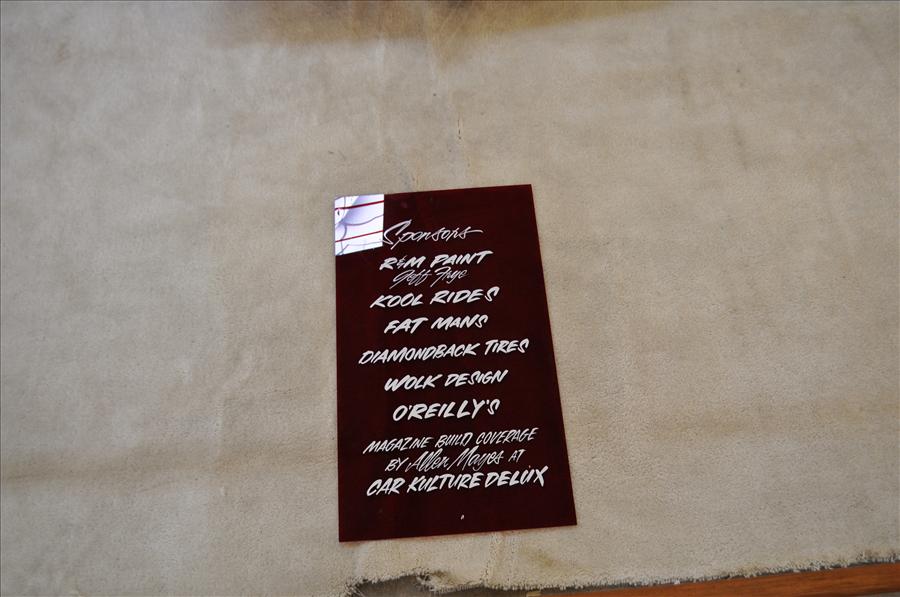 Sponsors
R&M PAINT
Jeff Frye
KOOL RIDES
FAT MANS
DIAMONDBACK TIRES
WOLK DESIGN
O'REILLY'S
MAGAZINE BUILD COVERAGE
BY Allen Mayes AT
CAR KULTURE DELUX